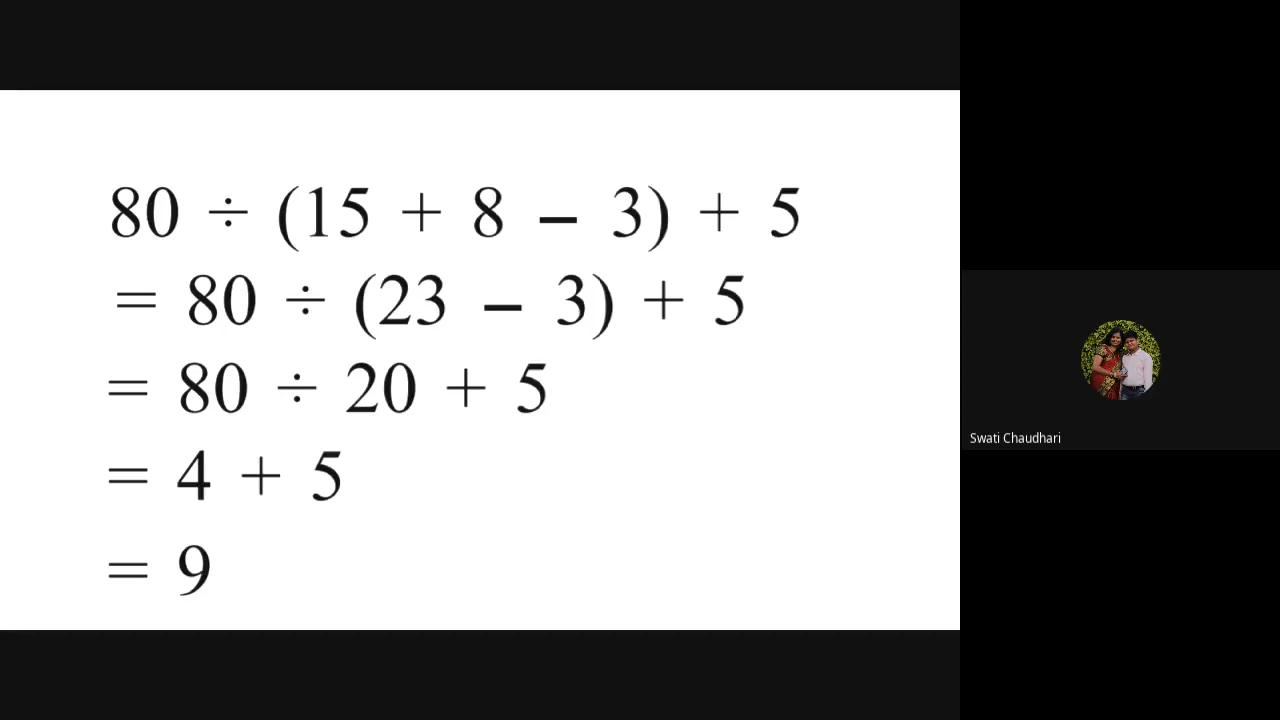 80 ÷ (15 + 8 – 3) + 5
= 80 ÷ (23 – 3) + 5
= 80 ÷ 20 + 5
= 4 + 5
= 9
Swati Chaudhari